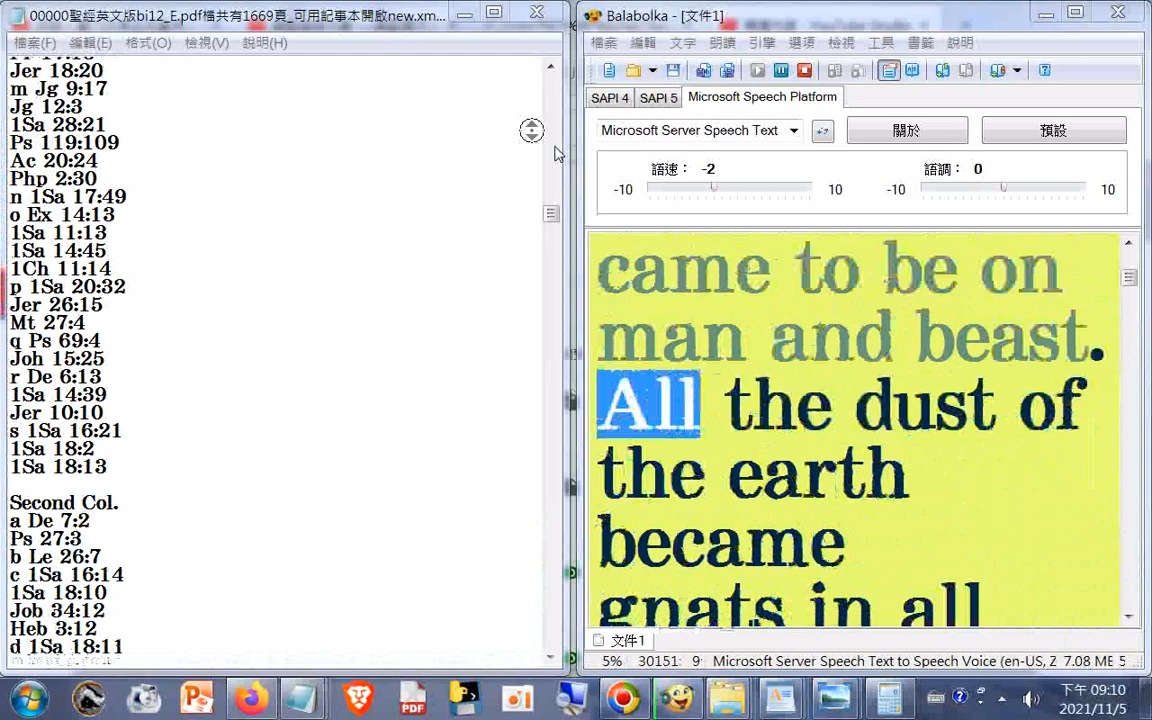 00000聖經英文版bi12_E.pdf檔共有1669頁_可用記事本開啟new.xm...
檔案(F) 編輯(E) 格式(O) 檢視(V) 說明(H)
Jer 18:20
m Jg 9:17
Jg 12:3
1Sa 28:21
Ps 119:109
Ac 20:24
Php 2:30
n 1Sa 17:49
o Ex 14:13
1Sa 11:13
1Sa 14:45
1Ch 11:14
p 1Sa 20:32
Jer 26:15
Mt 27:4
q Ps 69:4
Joh 15:25
r De 6:13
1Sa 14:39
Jer 10:10
s 1Sa 16:21
1Sa 18:2
1Sa 18:13
Second Col.
a De 7:2
Ps 27:3
b Le 26:7
c 1Sa 16:14
1Sa 18:10
Job 34:12
Heb 3:12
d 1Sa 18:11
Balabolka - [文件1]
檔案 編輯 文字 朗讀 引擎 選項 檢視 工具 書籤 說明
SAPI 4 SAPI 5 Microsoft Speech Platform
Microsoft Server Speech Text 關於 預設
語速： -2 語調： 0
-10 10 -10 10
came to be on
man and beast.
All the dust of
the earth
became
gnats in all
文件1
5% 30151: 9 Microsoft Server Speech Text to Speech Voice (en-US, Z 7.08 MB 5
下午 09:10
2021/11/5